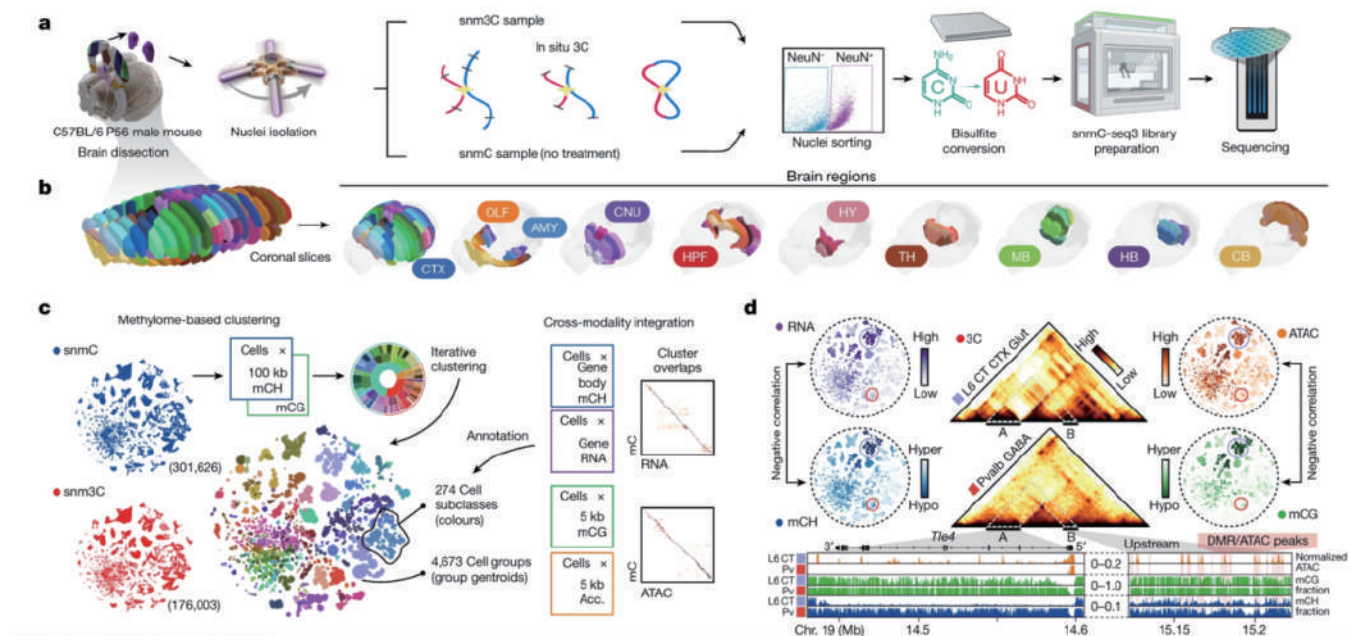 a
C57BL/6 P56 male mouse
Brain dissection
Nuclei isolation
snm3C sample
In situ 3C
snmC sample (no treatment)
NeuN⁻
NeuN⁺
Nuclei sorting
NH₂
C
N
N
H
O
O
U
NH
N
H
O
Bisulfite
conversion
snmC-seq3 library
preparation
Sequencing
b
Coronal slices
Brain regions
CTX
OLF
AMY
CNU
HPF
HY
TH
MB
HB
CB
c
Methylome-based clustering
snmC
(301,626)
snm3C
(176,003)
Cells ×
100 kb
mCH
mCG
Iterative
clustering
Annotation
274 Cell
subclasses
(colours)
4,673 Cell groups
(group gentroids)
Cross-modality integration
Cells ×
Gene
body
mCH
Cells ×
Gene
RNA
Cluster
overlaps
mC
RNA
Cells ×
5 kb
mCG
Cells ×
5 kb
Acc.
mC
ATAC
d
RNA
High
Low
Negative correlation
Hyper
Hypo
mCH
3C
L6 CT CTX Glut
High
Low
A
B
Pvalb GABA
A
B
ATAC
High
Low
Negative correlation
Hyper
Hypo
mCG
3'
Tle4
5'
Upstream
DMR/ATAC peaks
L6 CT
Pv
0–0.2
Normalized
ATAC
L6 CT
Pv
0–1.0
mCG
fraction
L6 CT
Pv
0–0.1
mCH
fraction
Chr. 19 (Mb)
14.5
14.6
15.15
15.2